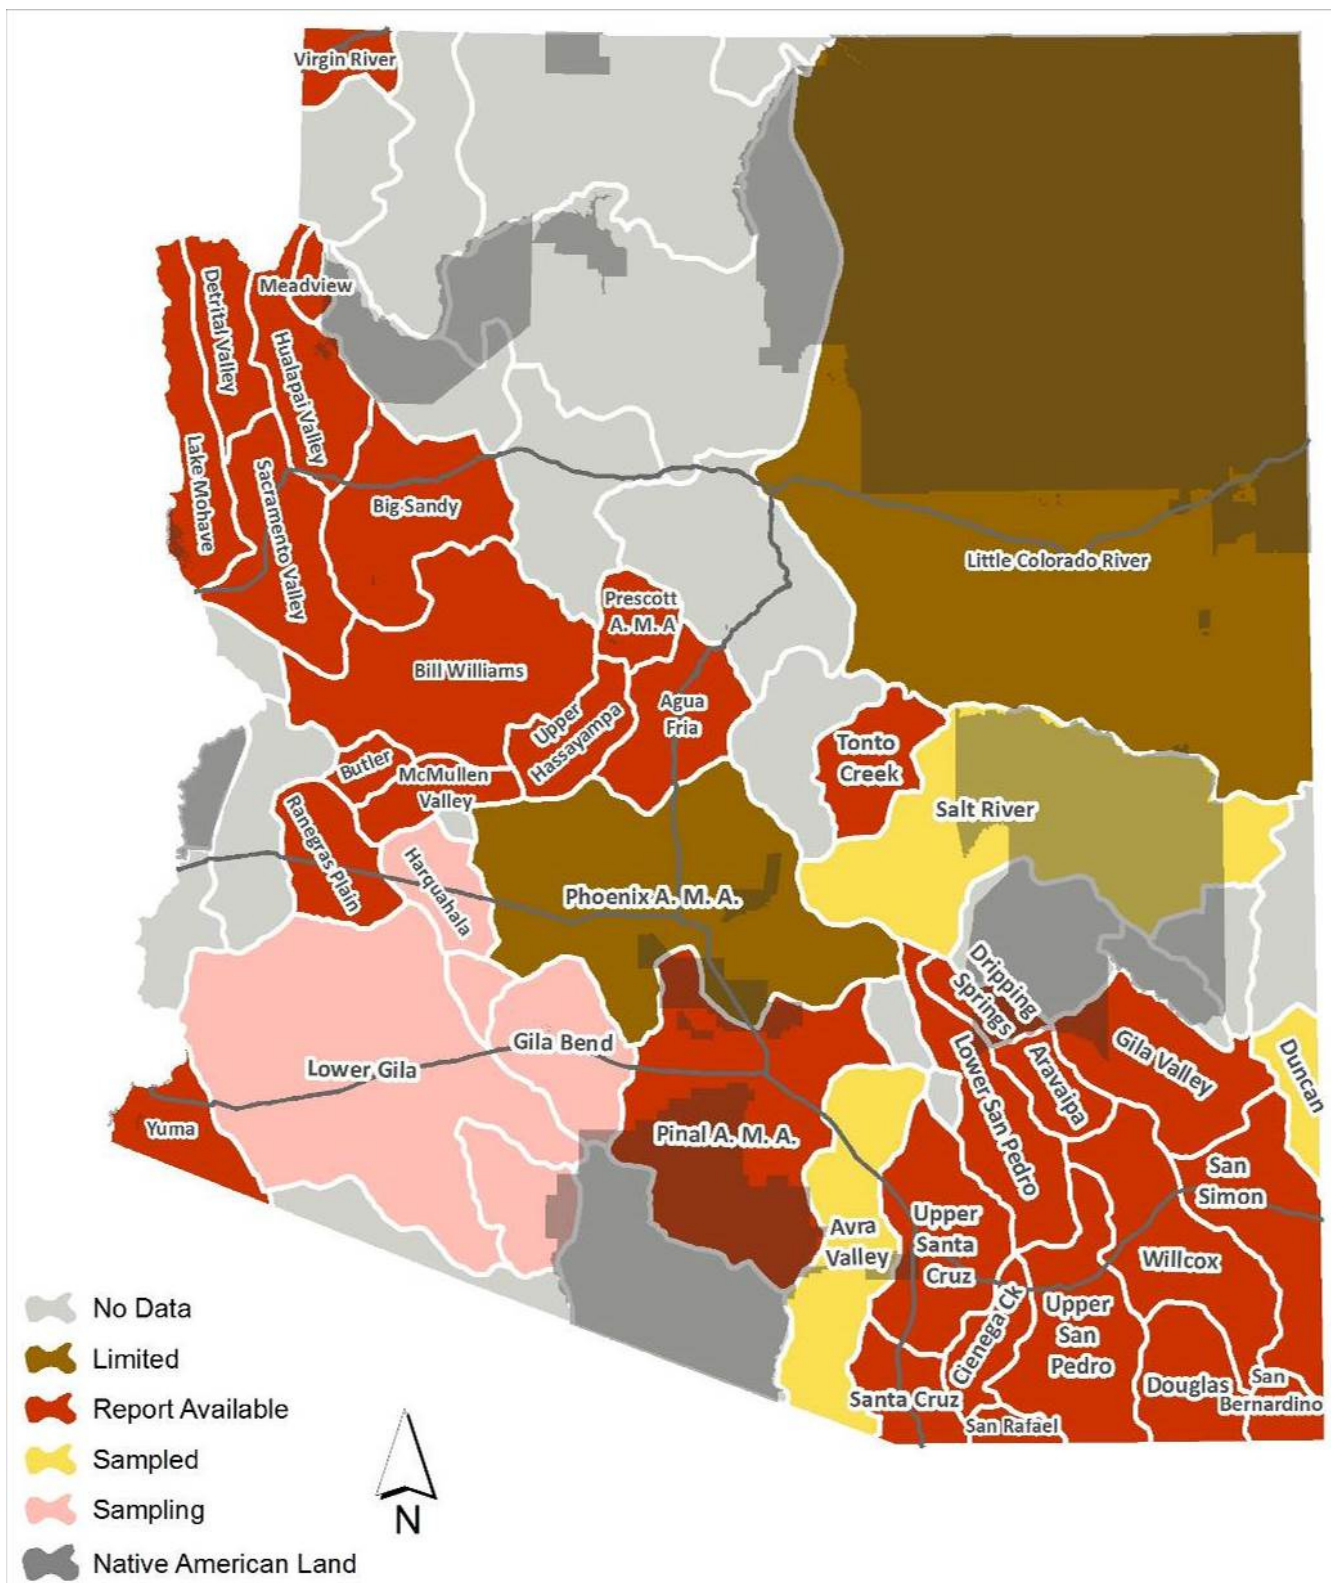 Virgin River
Meadview
Detrital Valley
Hualapai Valley
Lake Mohave
Sacramento Valley
Big Sandy
Little Colorado River
Prescott
A. M. A
Bill Williams
Upper
Hassayampa
Agua
Fria
Tonto
Creek
Butler
McMullen
Valley
Ranegras Plain
Harquahala
Salt River
Phoenix A. M. A.
Dripping
Springs
Gila Bend
Lower Gila
Lower San Pedro
Aravaipa
Gila Valley
Duncan
Yuma
Pinal A. M. A.
San
Simon
Avra
Valley
Upper
Santa
Cruz
Willcox
Cienega Ck
Upper
San
Pedro
Douglas
San
Bernardino
Santa Cruz
San Rafael
No Data
Limited
Report Available
Sampled
Sampling
Native American Land
N